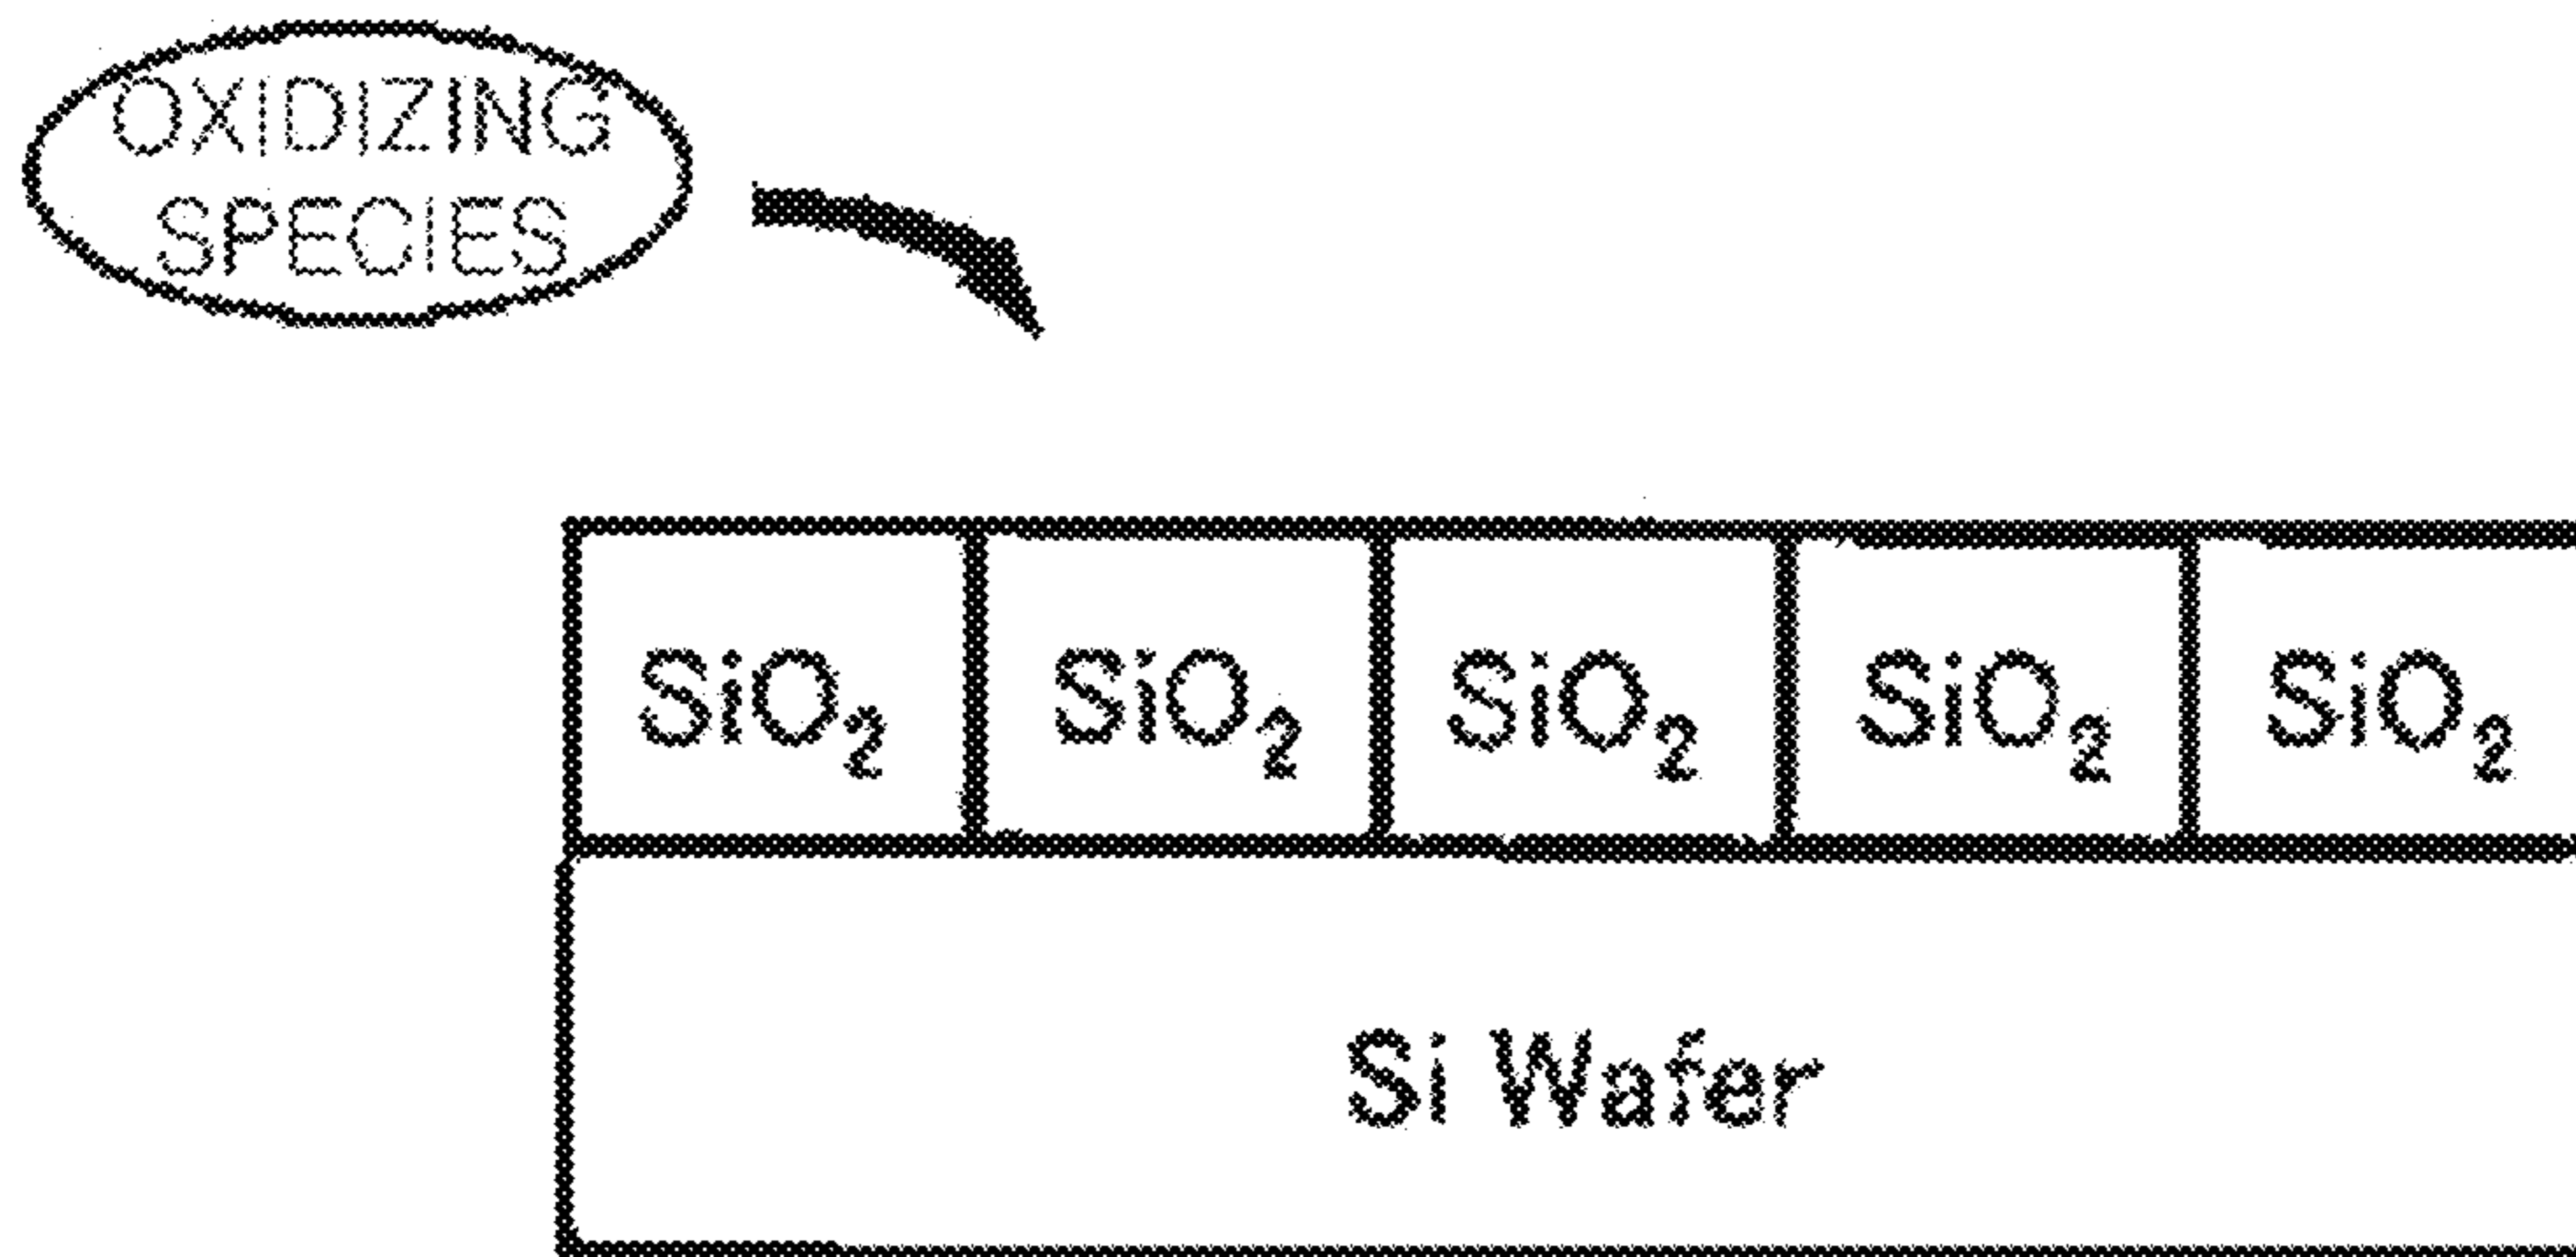 OXIDIZING
SPECIES
SiO₂ SiO₂ SiO₂ SiO₂ SiO₂
Si Wafer